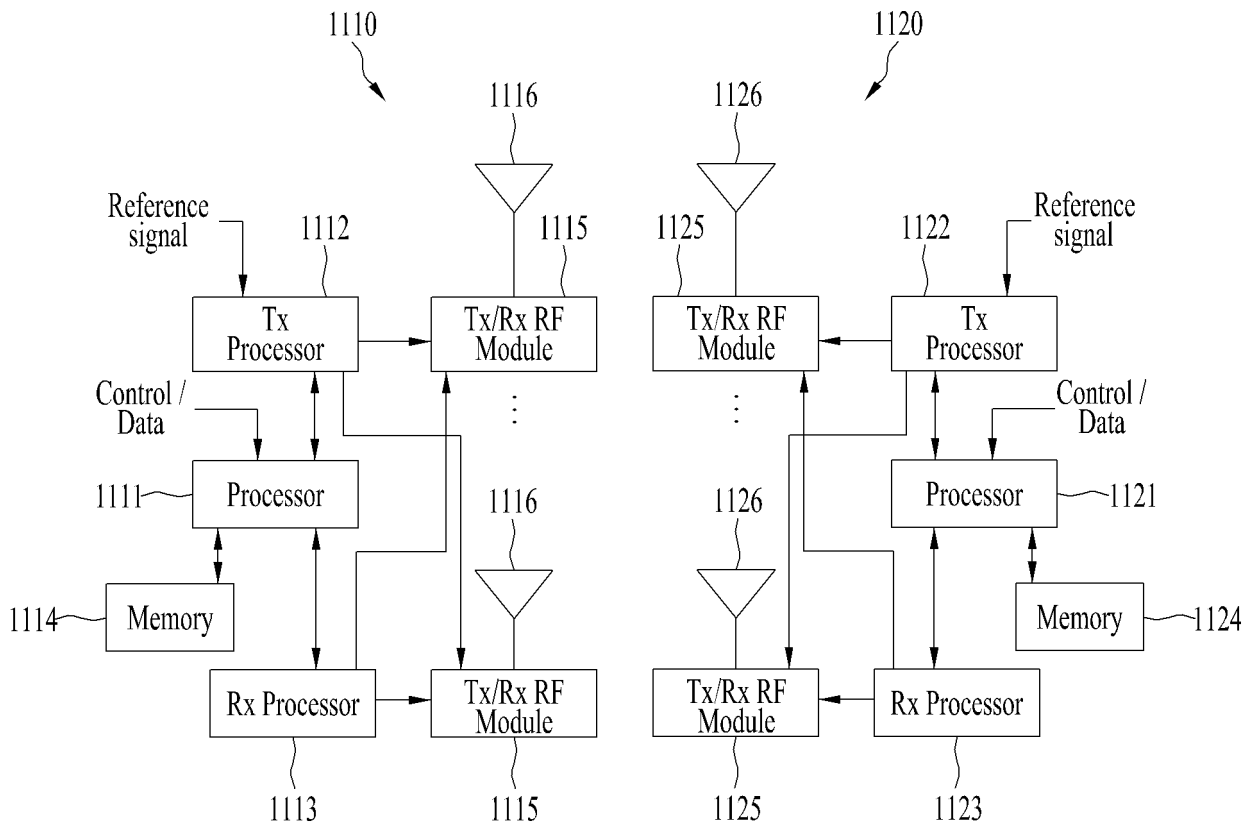 1110
1120
1116
1126
Reference
signal
1112
1115
1125
1122
Reference
signal
Tx
Processor
Tx/Rx RF
Module
Tx/Rx RF
Module
Tx
Processor
Control /
Data
Control /
Data
1111
Processor
1116
1126
Processor
1121
1114
Memory
Memory
1124
Rx Processor
Tx/Rx RF
Module
Tx/Rx RF
Module
Rx Processor
1113
1115
1125
1123